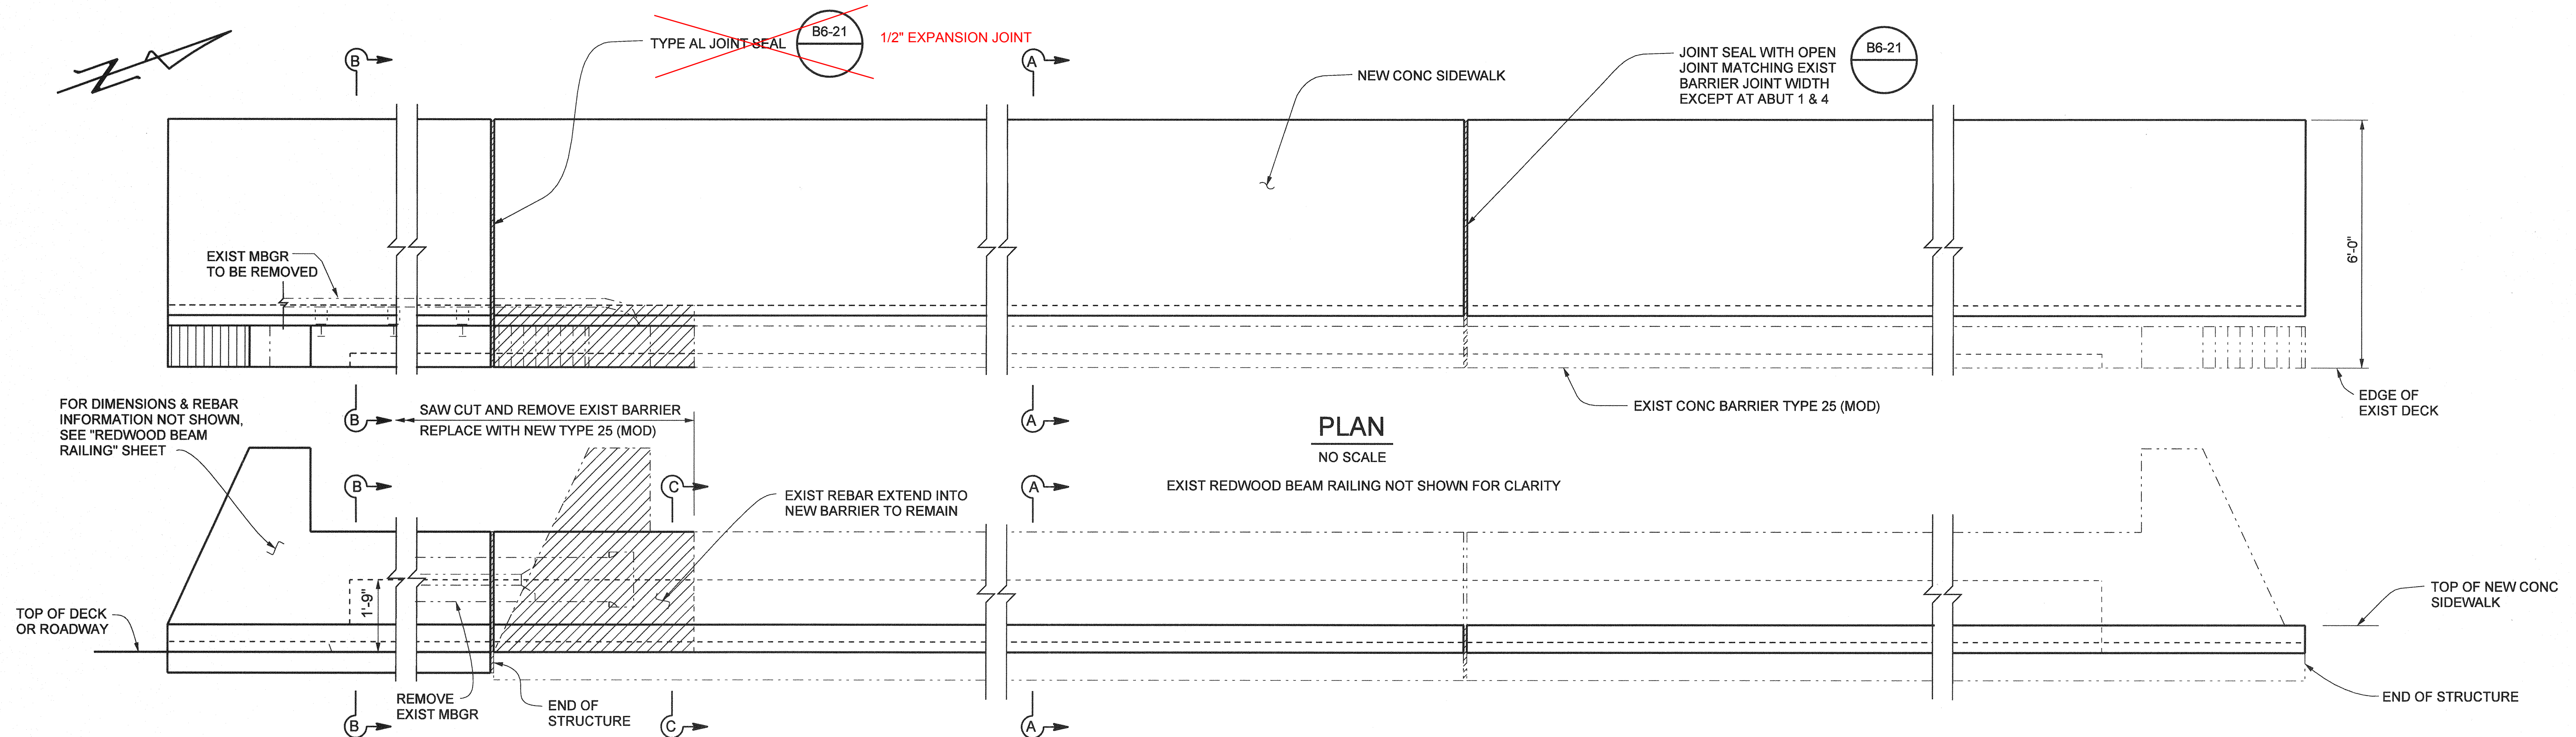 TYPE AL JOINT SEAL
B6-21
1/2" EXPANSION JOINT
B
A
NEW CONC SIDEWALK
JOINT SEAL WITH OPEN
JOINT MATCHING EXIST
BARRIER JOINT WIDTH
EXCEPT AT ABUT 1 & 4
B6-21
N
EXIST MBGR
TO BE REMOVED
6'-0"
FOR DIMENSIONS & REBAR
INFORMATION NOT SHOWN,
SEE "REDWOOD BEAM
RAILING" SHEET
B
SAW CUT AND REMOVE EXIST BARRIER
REPLACE WITH NEW TYPE 25 (MOD)
A
PLAN
NO SCALE
EXIST REDWOOD BEAM RAILING NOT SHOWN FOR CLARITY
EXIST CONC BARRIER TYPE 25 (MOD)
EDGE OF
EXIST DECK
B
C
A
EXIST REBAR EXTEND INTO
NEW BARRIER TO REMAIN
1'-9"
TOP OF DECK
OR ROADWAY
TOP OF NEW CONC
SIDEWALK
REMOVE
EXIST MBGR
END OF
STRUCTURE
END OF STRUCTURE
B
C
A